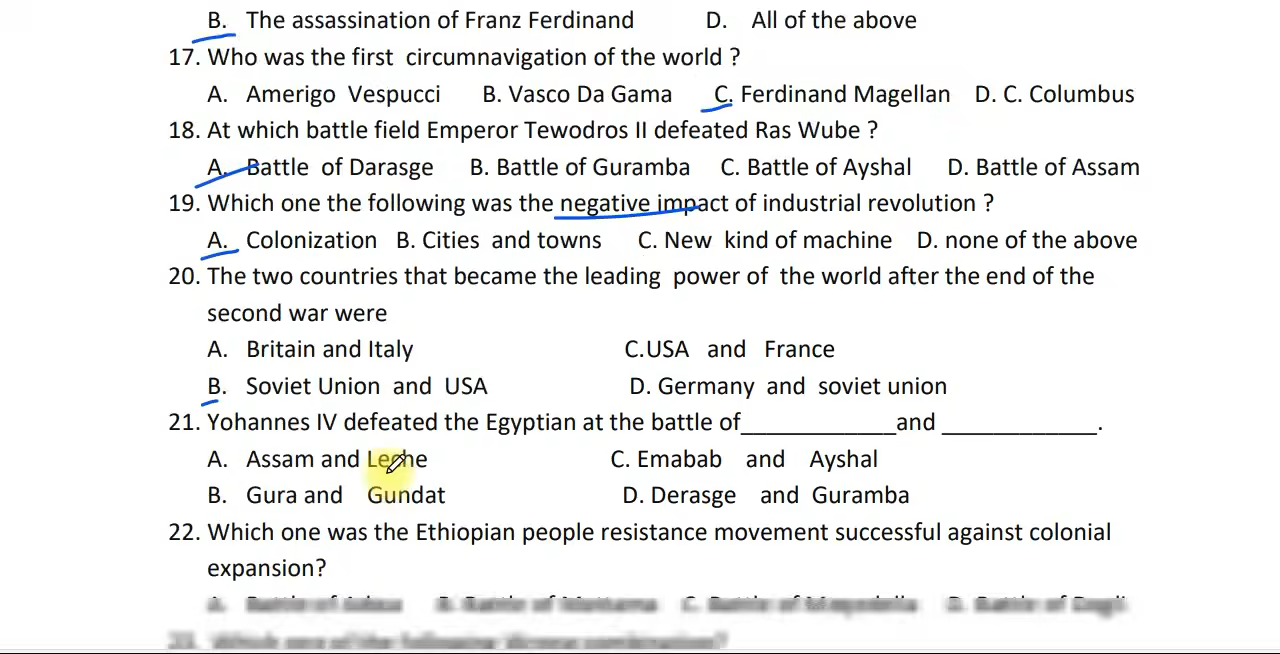 B. The assassination of Franz Ferdinand D. All of the above
17. Who was the first circumnavigation of the world ?
A. Amerigo Vespucci B. Vasco Da Gama C. Ferdinand Magellan D. C. Columbus
18. At which battle field Emperor Tewodros II defeated Ras Wube ?
A. Battle of Darasge B. Battle of Guramba C. Battle of Ayshal D. Battle of Assam
19. Which one the following was the negative impact of industrial revolution ?
A. Colonization B. Cities and towns C. New kind of machine D. none of the above
20. The two countries that became the leading power of the world after the end of the
second war were
A. Britain and Italy C.USA and France
B. Soviet Union and USA D. Germany and soviet union
21. Yohannes IV defeated the Egyptian at the battle of____________and ____________.
A. Assam and Leche C. Emabab and Ayshal
B. Gura and Gundat D. Derasge and Guramba
22. Which one was the Ethiopian people resistance movement successful against colonial
expansion?